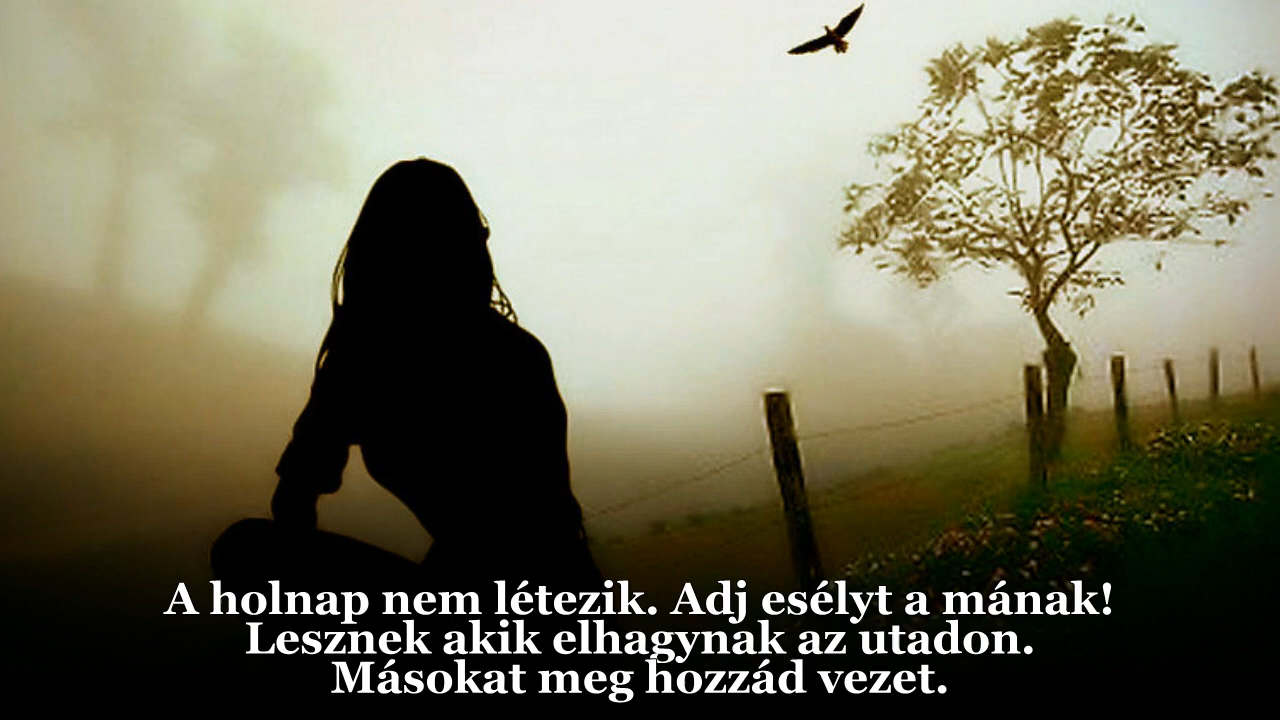 A holnap nem létezik. Adj esélyt a mának!
Lesznek akik elhagynak az utadon.
Másokat meg hozzád vezet.